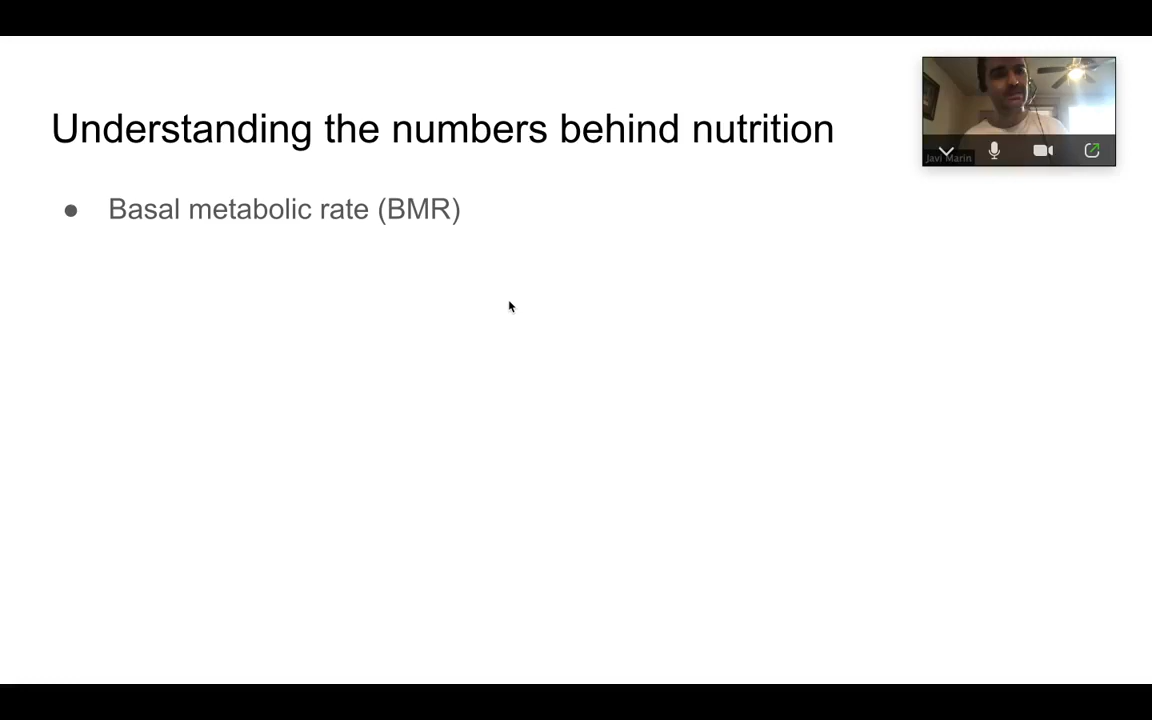 Understanding the numbers behind nutrition
● Basal metabolic rate (BMR)
Javi Marin